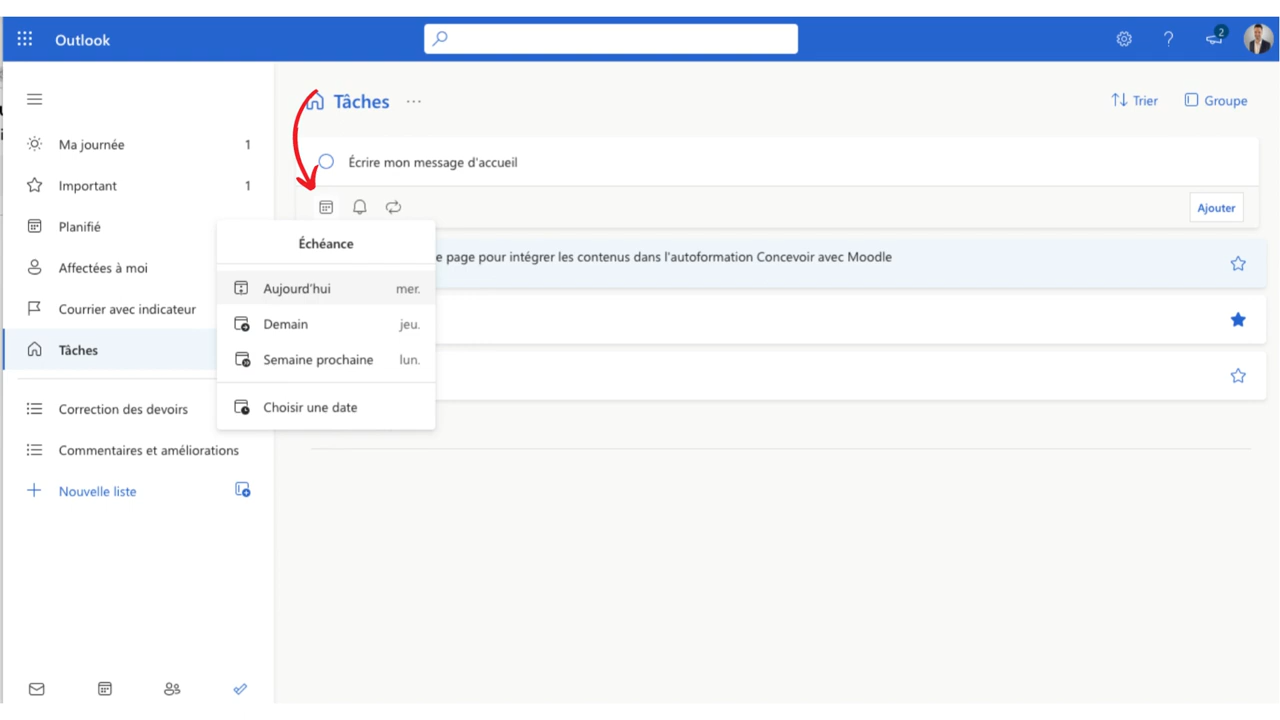 Outlook
2
Tâches ...
Trier
Groupe
Ma journée 1
Important 1
Planifié
Affectées à moi
Courrier avec indicateur
Tâches
Correction des devoirs
Commentaires et améliorations
Nouvelle liste
Écrire mon message d'accueil
Ajouter
Échéance
Aujourd'hui mer.
Demain jeu.
Semaine prochaine lun.
Choisir une date
e page pour intégrer les contenus dans l'autoformation Concevoir avec Moodle